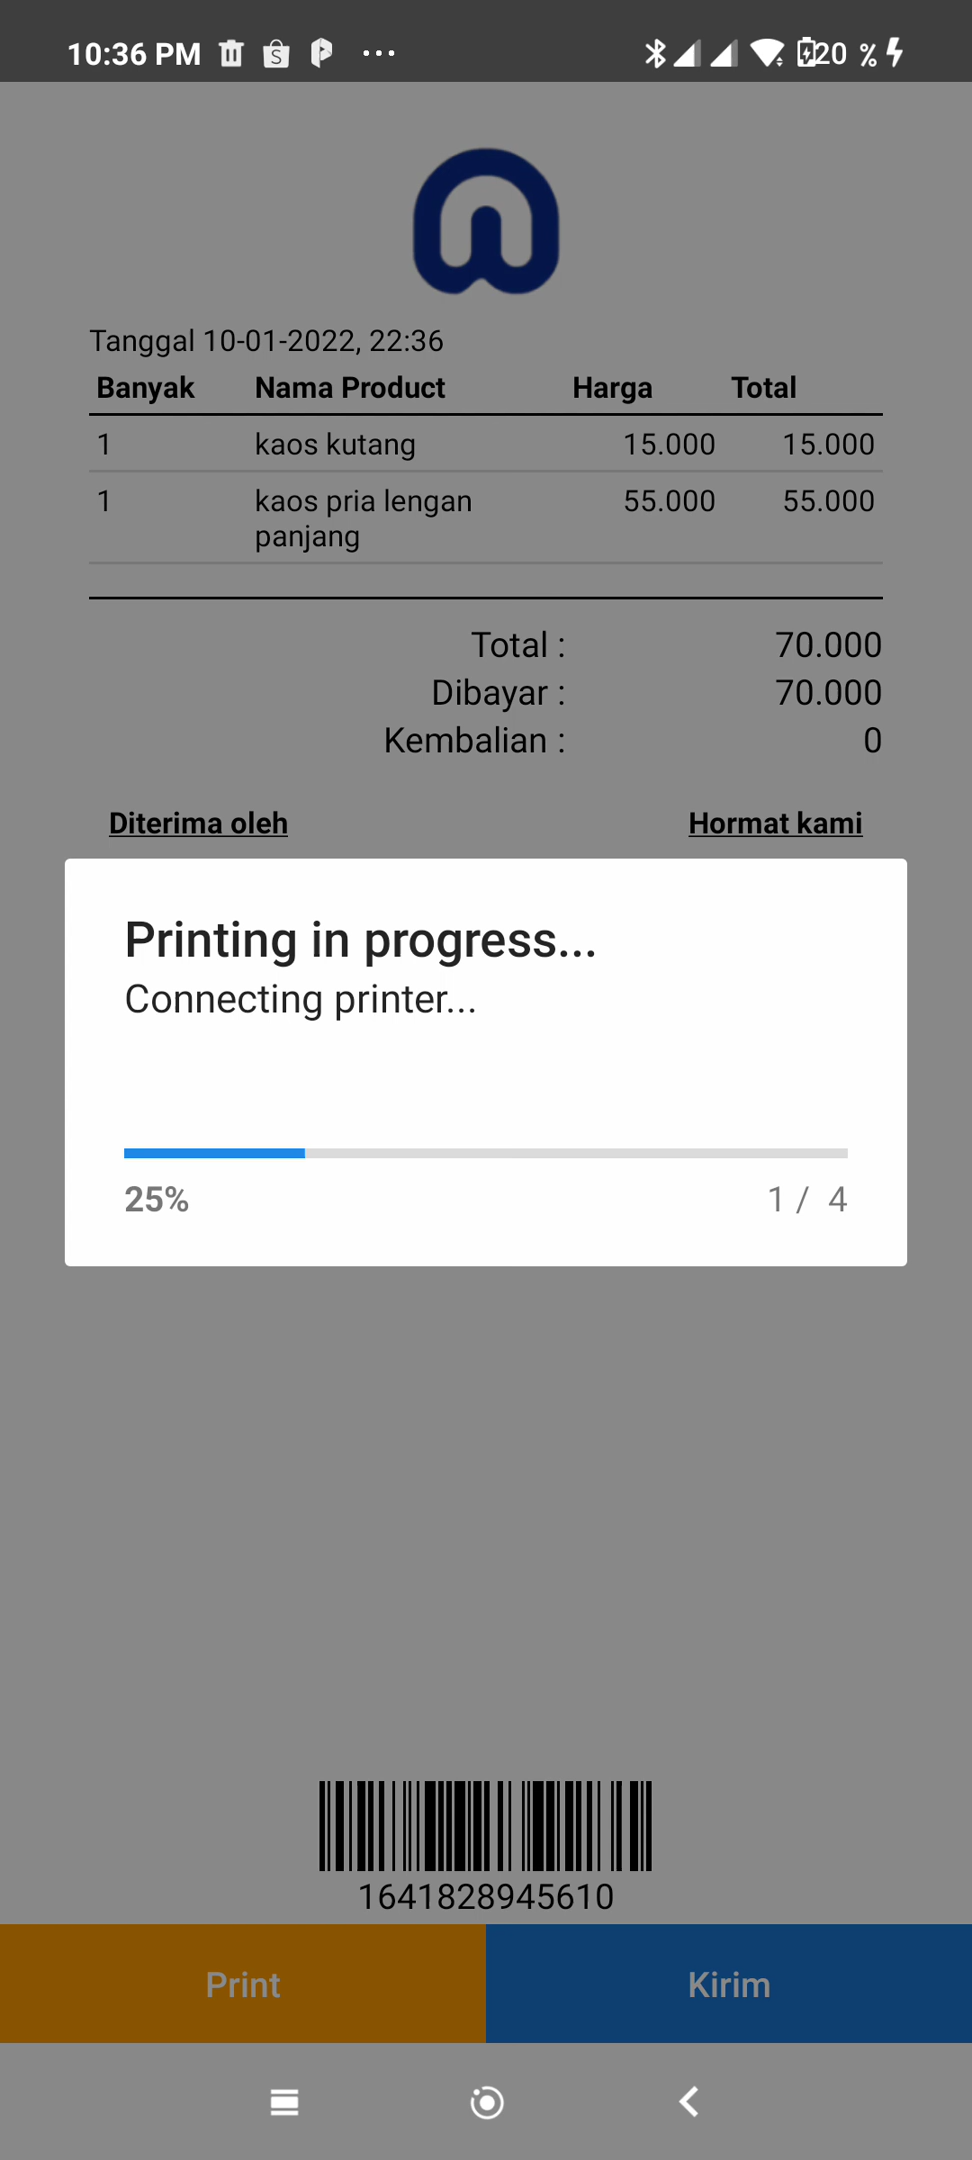 10:36 PM ... 20 %
Tanggal 10-01-2022, 22:36
Banyak Nama Product Harga Total
1 kaos kutang 15.000 15.000
1 kaos pria lengan 55.000 55.000
panjang
Total : 70.000
Dibayar : 70.000
Kembalian : 0
Diterima oleh Hormat kami
Printing in progress...
Connecting printer...
25% 1 / 4
1641828945610
Print Kirim